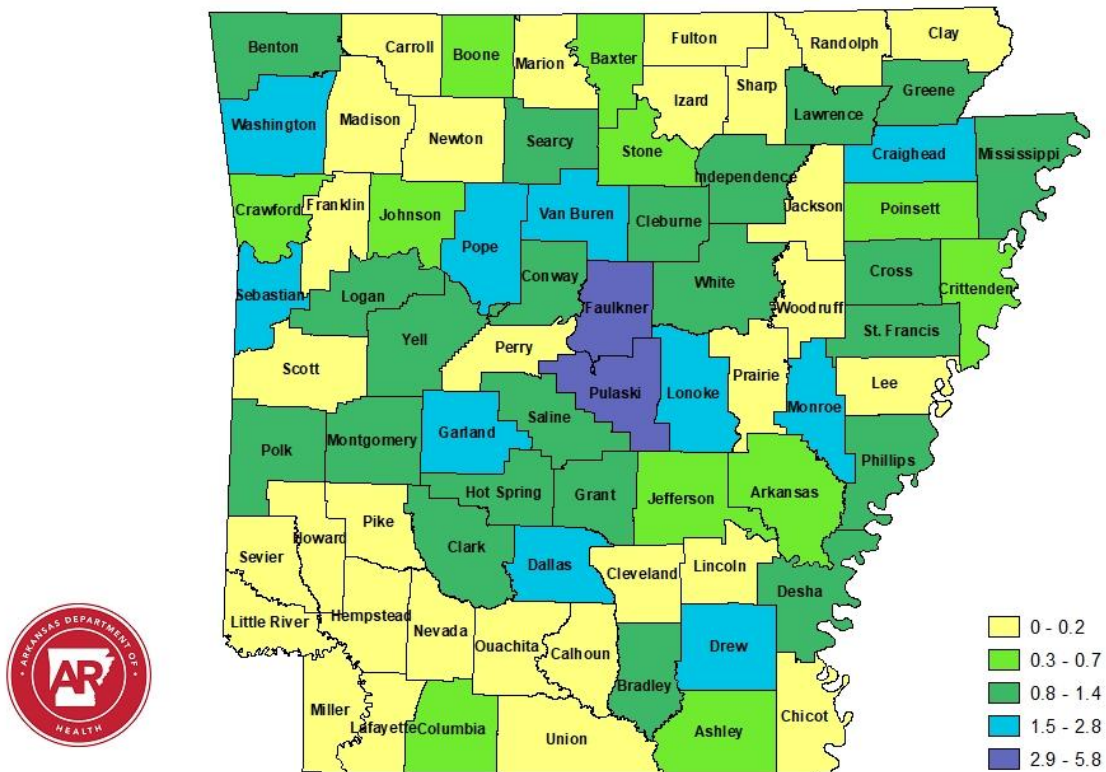 Benton
Carroll
Boone
Marion
Baxter
Fulton
Randolph
Clay
Washington
Madison
Newton
Searcy
Stone
Izard
Sharp
Lawrence
Greene
Independence
Craighead
Mississippi
Crawford
Franklin
Johnson
Pope
Van Buren
Cleburne
Jackson
Poinsett
Sebastian
Logan
Conway
Faulkner
White
Woodruff
Cross
Crittenden
St. Francis
Scott
Yell
Perry
Pulaski
Lonoke
Prairie
Monroe
Lee
Polk
Montgomery
Garland
Saline
Hot Spring
Grant
Jefferson
Arkansas
Phillips
Sevier
Howard
Pike
Clark
Dallas
Cleveland
Lincoln
Desha
Little River
Hempstead
Nevada
Ouachita
Calhoun
Bradley
Drew
Miller
Lafayette
Columbia
Union
Ashley
Chicot
ARKANSAS DEPARTMENT OF
AR
HEALTH
0 - 0.2
0.3 - 0.7
0.8 - 1.4
1.5 - 2.8
2.9 - 5.8